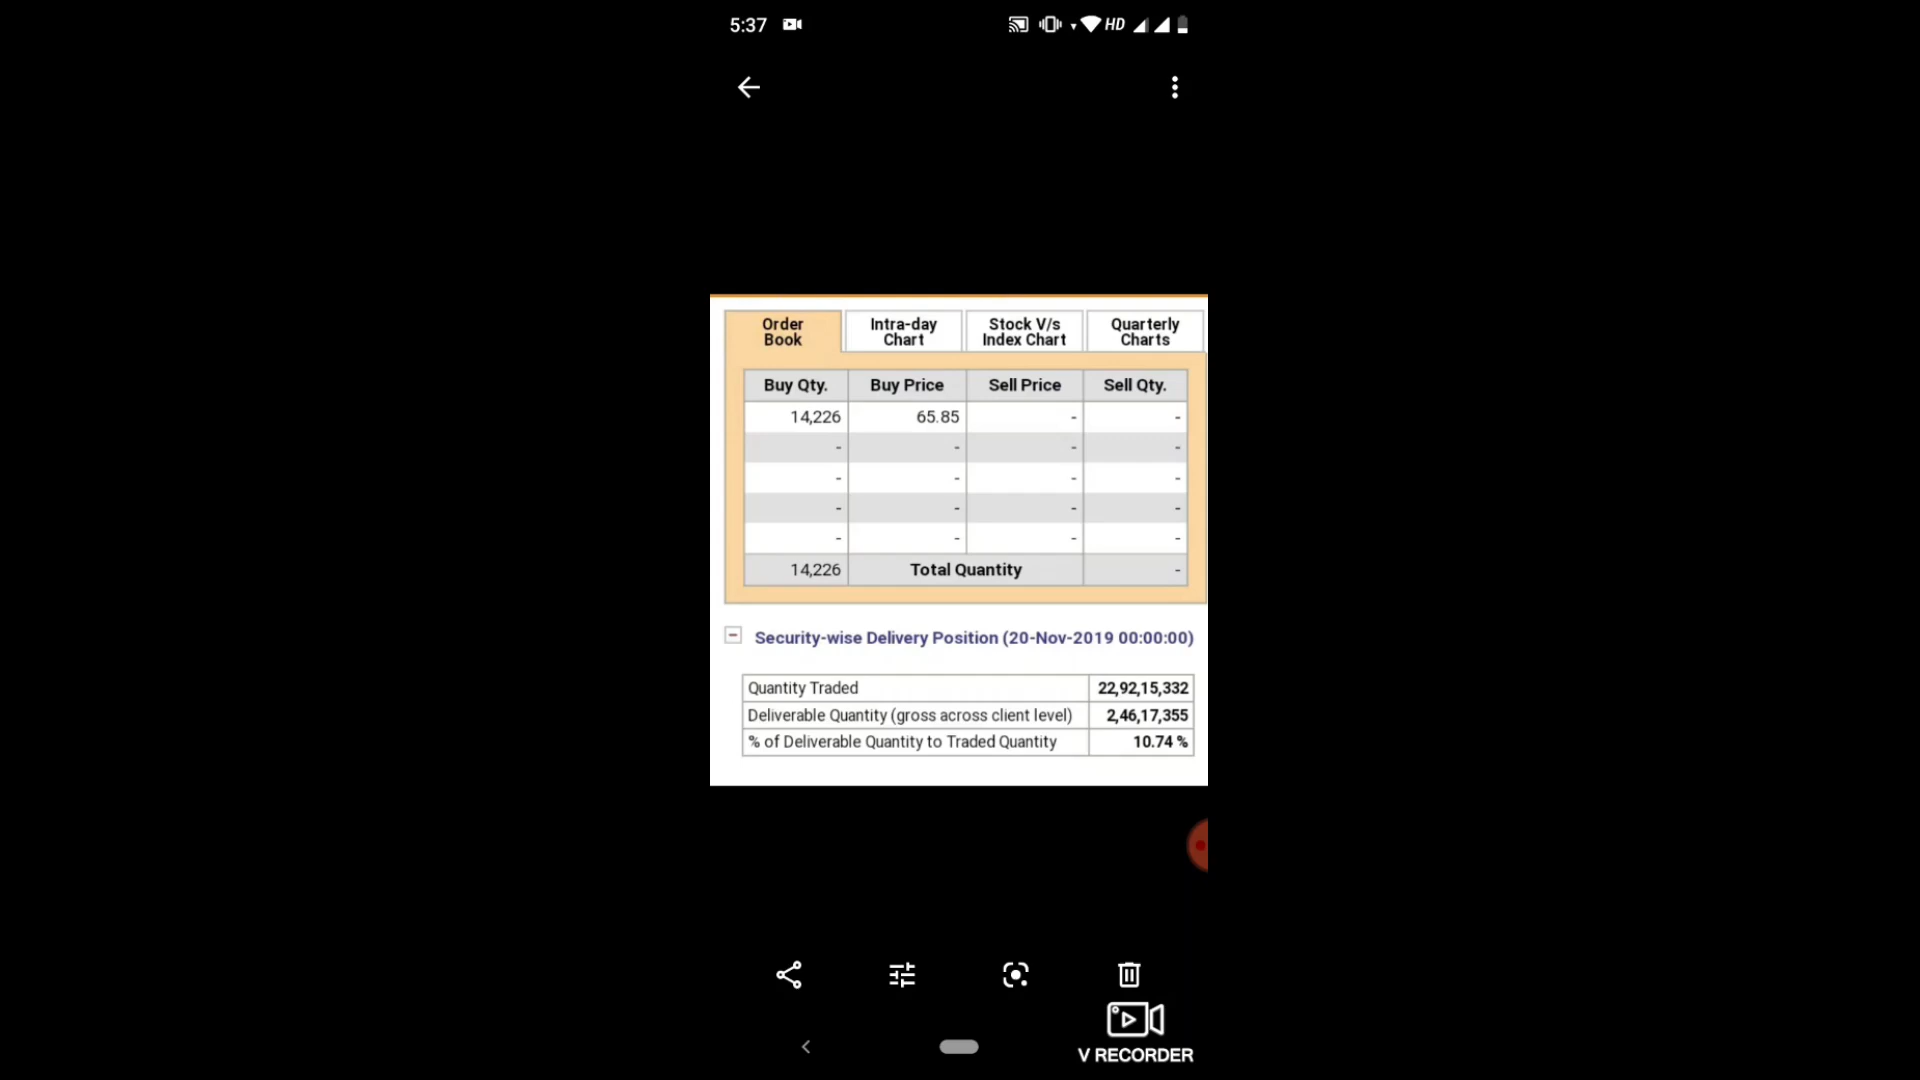 5:37
HD
Order Book
Intra-day Chart
Stock V/s Index Chart
Quarterly Charts
Buy Qty. Buy Price Sell Price Sell Qty.
14,226 65.85 - -
- - - -
- - - -
- - - -
- - - -
14,226 Total Quantity -
Security-wise Delivery Position (20-Nov-2019 00:00:00)
Quantity Traded 22,92,15,332
Deliverable Quantity (gross across client level) 2,46,17,355
% of Deliverable Quantity to Traded Quantity 10.74 %
V RECORDER